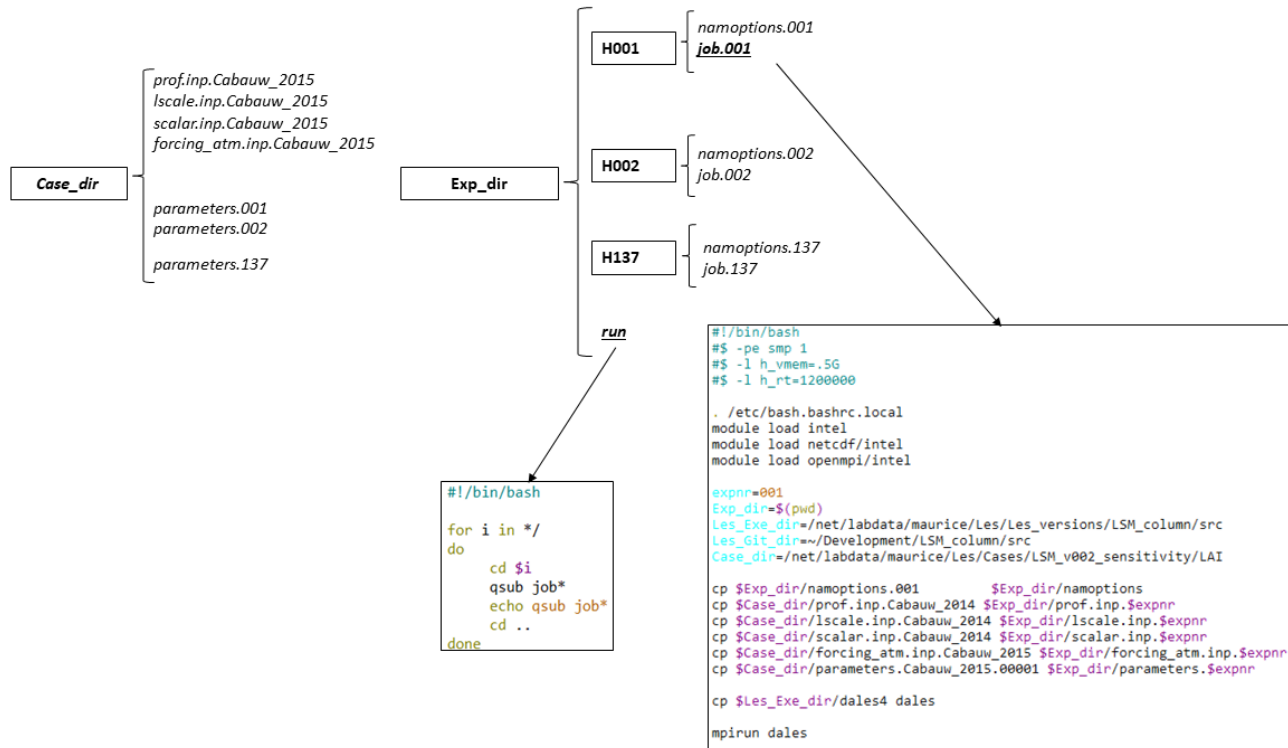 Case_dir
prof.inp.Cabauw_2015
lscale.inp.Cabauw_2015
scalar.inp.Cabauw_2015
forcing_atm.inp.Cabauw_2015
parameters.001
parameters.002
parameters.137
Exp_dir
H001
namoptions.001
job.001
H002
namoptions.002
job.002
H137
namoptions.137
job.137
run
#!/bin/bash
for i in */
do
cd $i
qsub job*
echo qsub job*
cd ..
done
#!/bin/bash
#$ -pe smp 1
#$ -l h_vmem=.5G
#$ -l h_rt=1200000
. /etc/bash.bashrc.local
module load intel
module load netcdf/intel
module load openmpi/intel
expnr=001
Exp_dir=$(pwd)
Les_Exe_dir=/net/labdata/maurice/Les/Les_versions/LSM_column/src
Les_Git_dir=~/Development/LSM_column/src
Case_dir=/net/labdata/maurice/Les/Cases/LSM_v002_sensitivity/LAI
cp $Exp_dir/namoptions.001 $Exp_dir/namoptions
cp $Case_dir/prof.inp.Cabauw_2014 $Exp_dir/prof.inp.$expnr
cp $Case_dir/lscale.inp.Cabauw_2014 $Exp_dir/lscale.inp.$expnr
cp $Case_dir/scalar.inp.Cabauw_2014 $Exp_dir/scalar.inp.$expnr
cp $Case_dir/forcing_atm.inp.Cabauw_2015 $Exp_dir/forcing_atm.inp.$expnr
cp $Case_dir/parameters.Cabauw_2015.00001 $Exp_dir/parameters.$expnr
cp $Les_Exe_dir/dales4 dales
mpirun dales